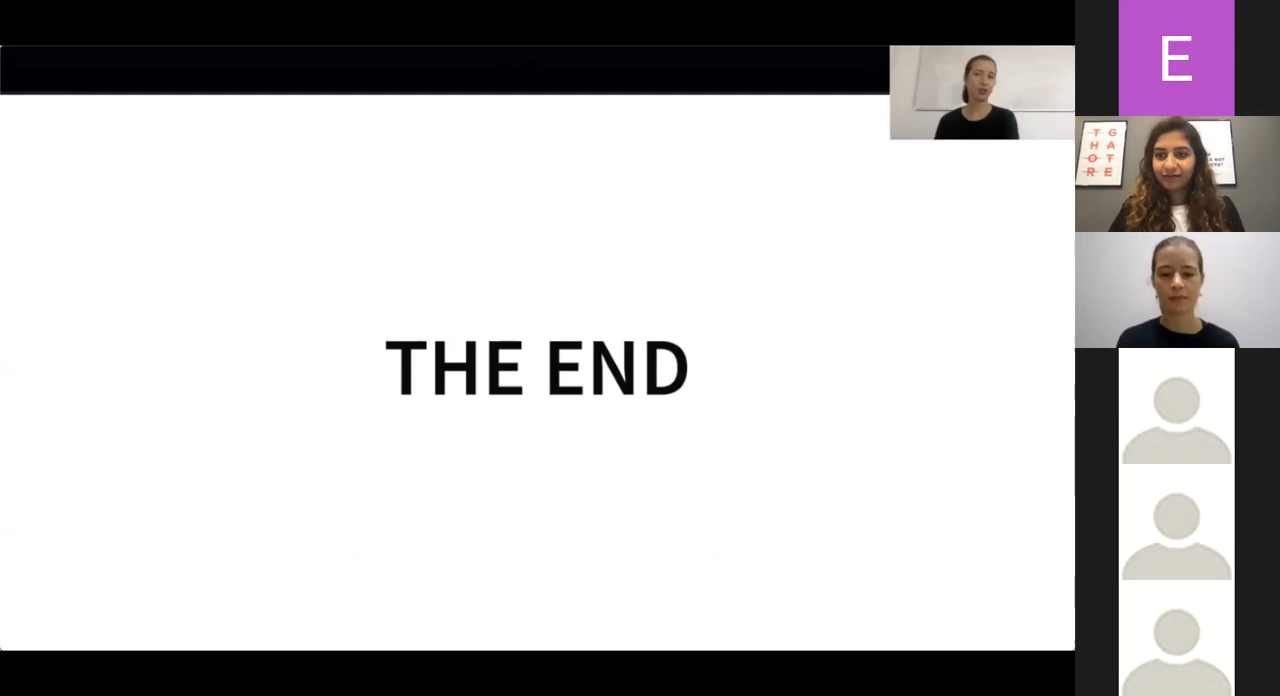 THE END
E
T G
H A
O T
R E